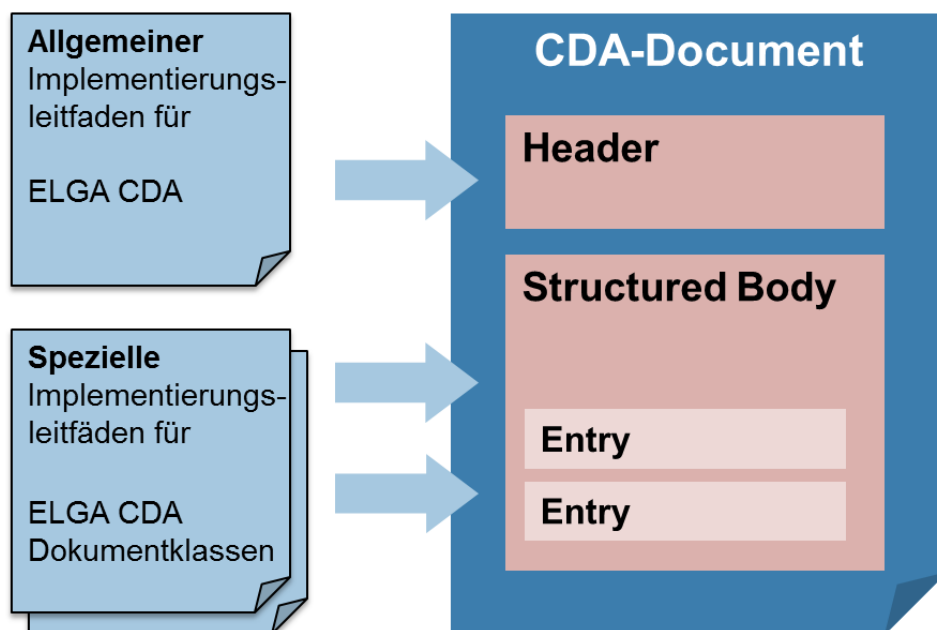 Allgemeiner
Implementierungs-
leitfaden für
ELGA CDA
Spezielle
Implementierungs-
leitfäden für
ELGA CDA
Dokumentklassen
CDA-Document
Header
Structured Body
Entry
Entry